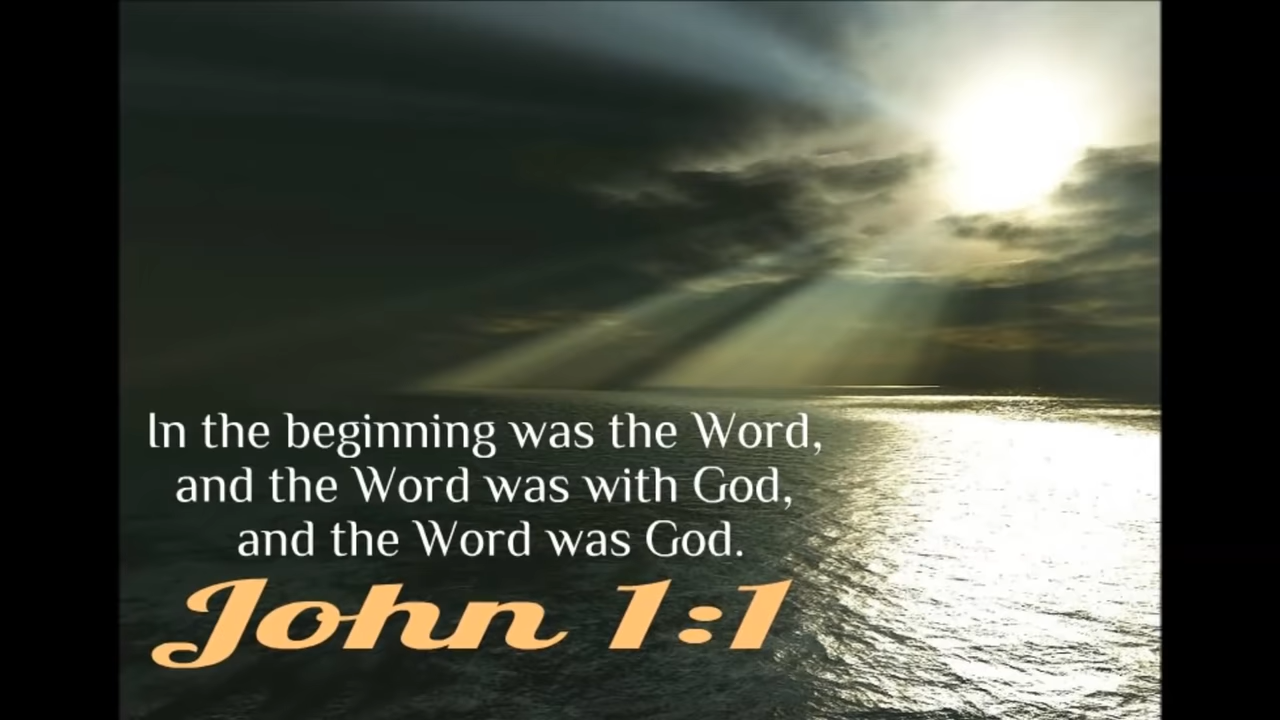 In the beginning was the Word,
and the Word was with God,
and the Word was God.
John 1:1